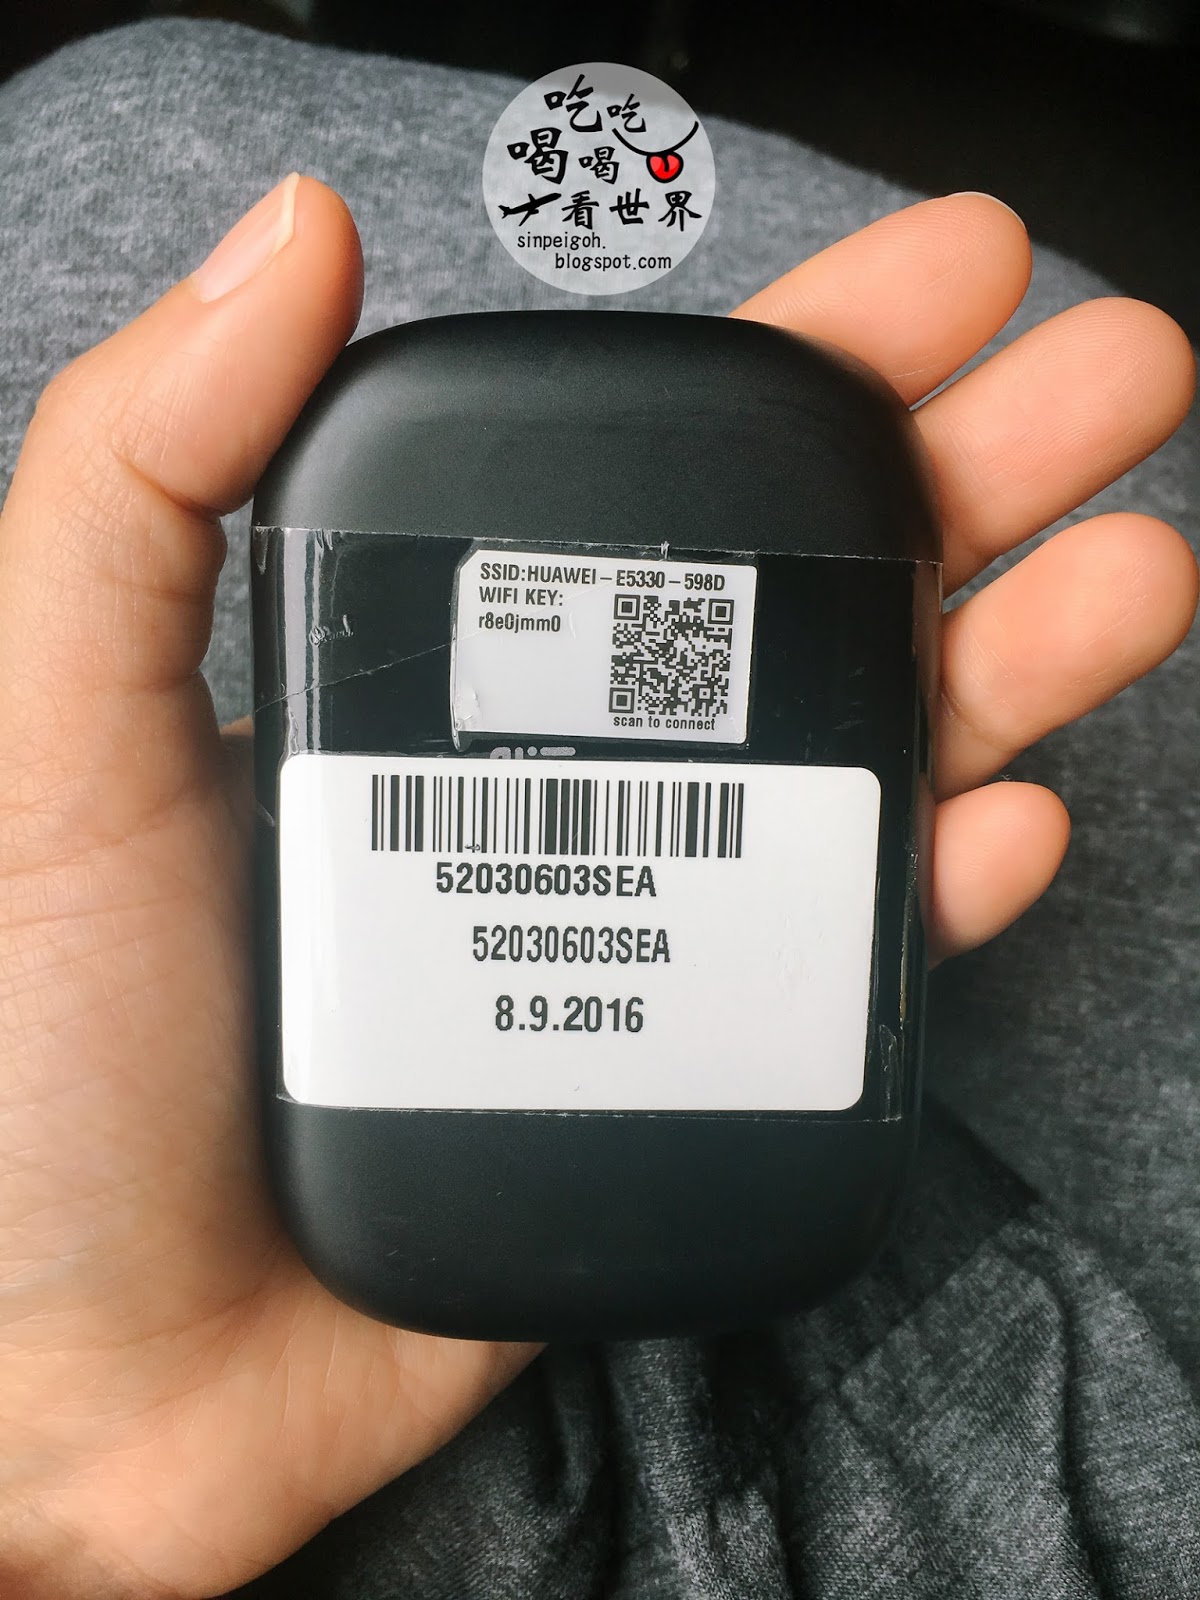 吃吃
喝喝
看世界
sinpeigoh.
blogspot.com
SSID:HUAWEI-E5330-598D
WIFI KEY:
r8e0jmm0
scan to connect
52030603SEA
52030603SEA
8.9.2016